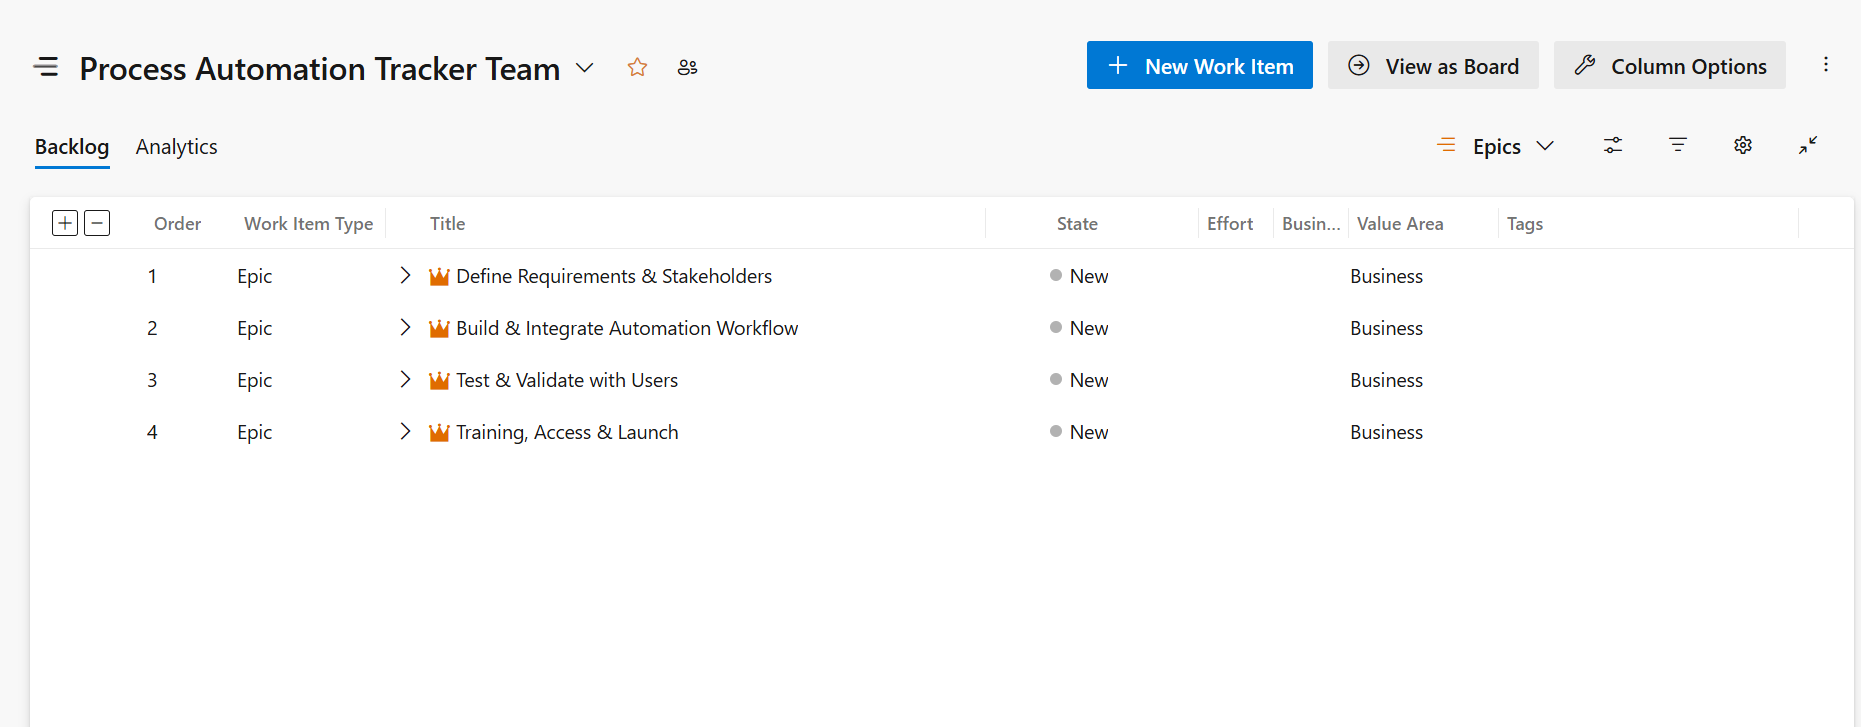 Process Automation Tracker Team
New Work Item
View as Board
Column Options
Backlog
Analytics
Epics
Order Work Item Type Title State Effort Busin... Value Area Tags
1 Epic Define Requirements & Stakeholders New Business
2 Epic Build & Integrate Automation Workflow New Business
3 Epic Test & Validate with Users New Business
4 Epic Training, Access & Launch New Business